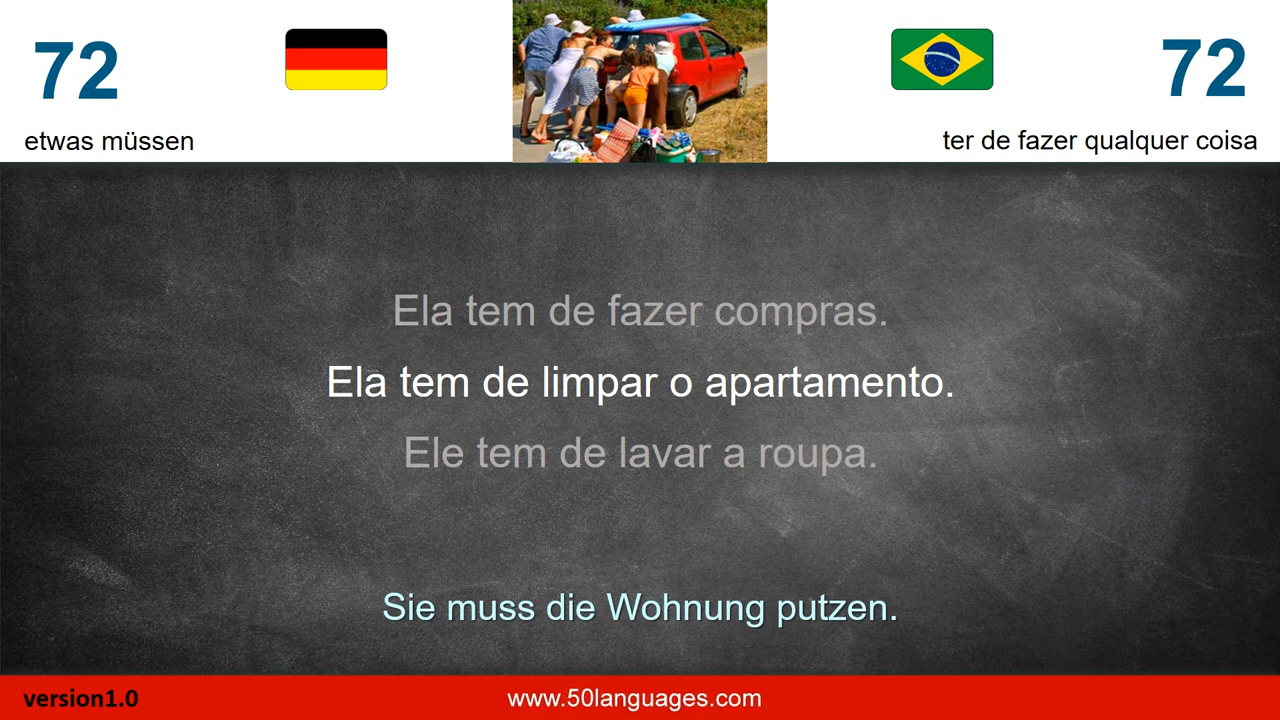 72
72
etwas müssen
ter de fazer qualquer coisa
Ela tem de fazer compras.
Ela tem de limpar o apartamento.
Ele tem de lavar a roupa.
Sie muss die Wohnung putzen.
version1.0
www.50languages.com